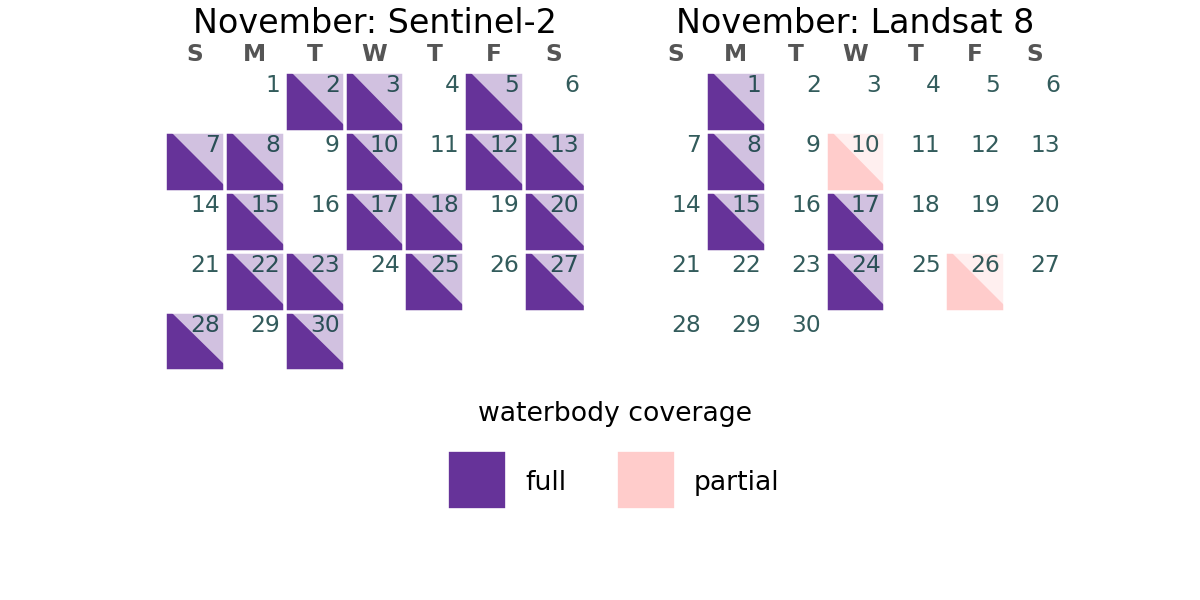 November: Sentinel-2
S M T W T F S
1 2 3 4 5 6
7 8 9 10 11 12 13
14 15 16 17 18 19 20
21 22 23 24 25 26 27
28 29 30
November: Landsat 8
S M T W T F S
1 2 3 4 5 6
7 8 9 10 11 12 13
14 15 16 17 18 19 20
21 22 23 24 25 26 27
28 29 30
waterbody coverage
full
partial